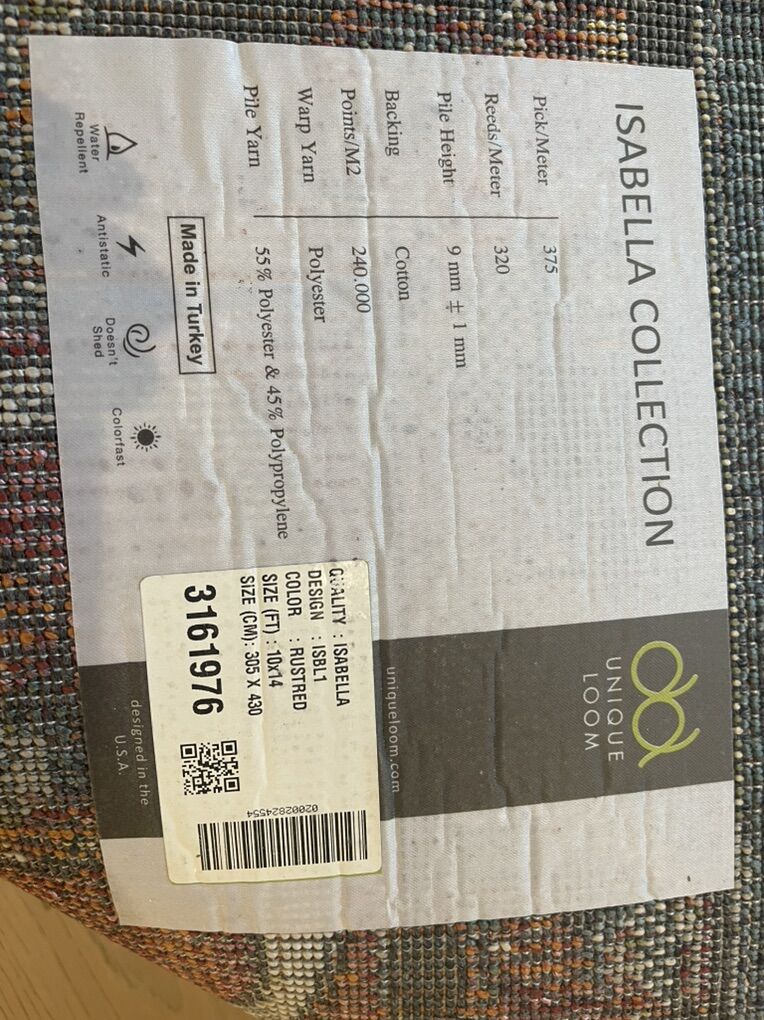 ISABELLA COLLECTION
UNIQUE
LOOM
Pick/Meter 375
Reeds/Meter 320
Pile Height 9 mm ± 1 mm
Backing Cotton
Points/M2 240.000
Warp Yarn Polyester
Pile Yarn 55% Polyester & 45% Polypropylene
Made in Turkey
Water
Repellent
Antistatic
Doesn't
Shed
Colorfast
uniqueloom.com
QUALITY : ISABELLA
DESIGN : ISBL1
COLOR : RUSTRED
SIZE (FT) : 10x14
SIZE (CM): 305 X 430
3161976
02002824554
designed in the
U.S.A.